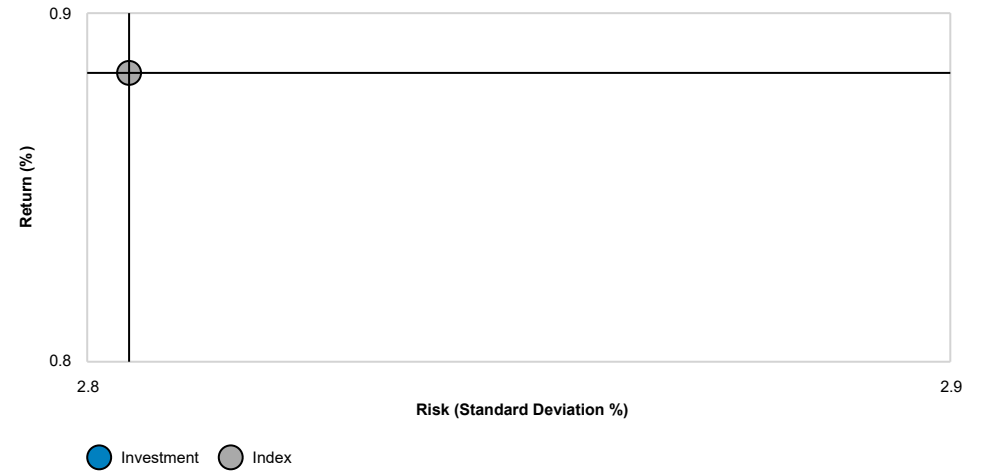 0.9
Return (%)
0.8
2.8
2.9
Risk (Standard Deviation %)
Investment
Index